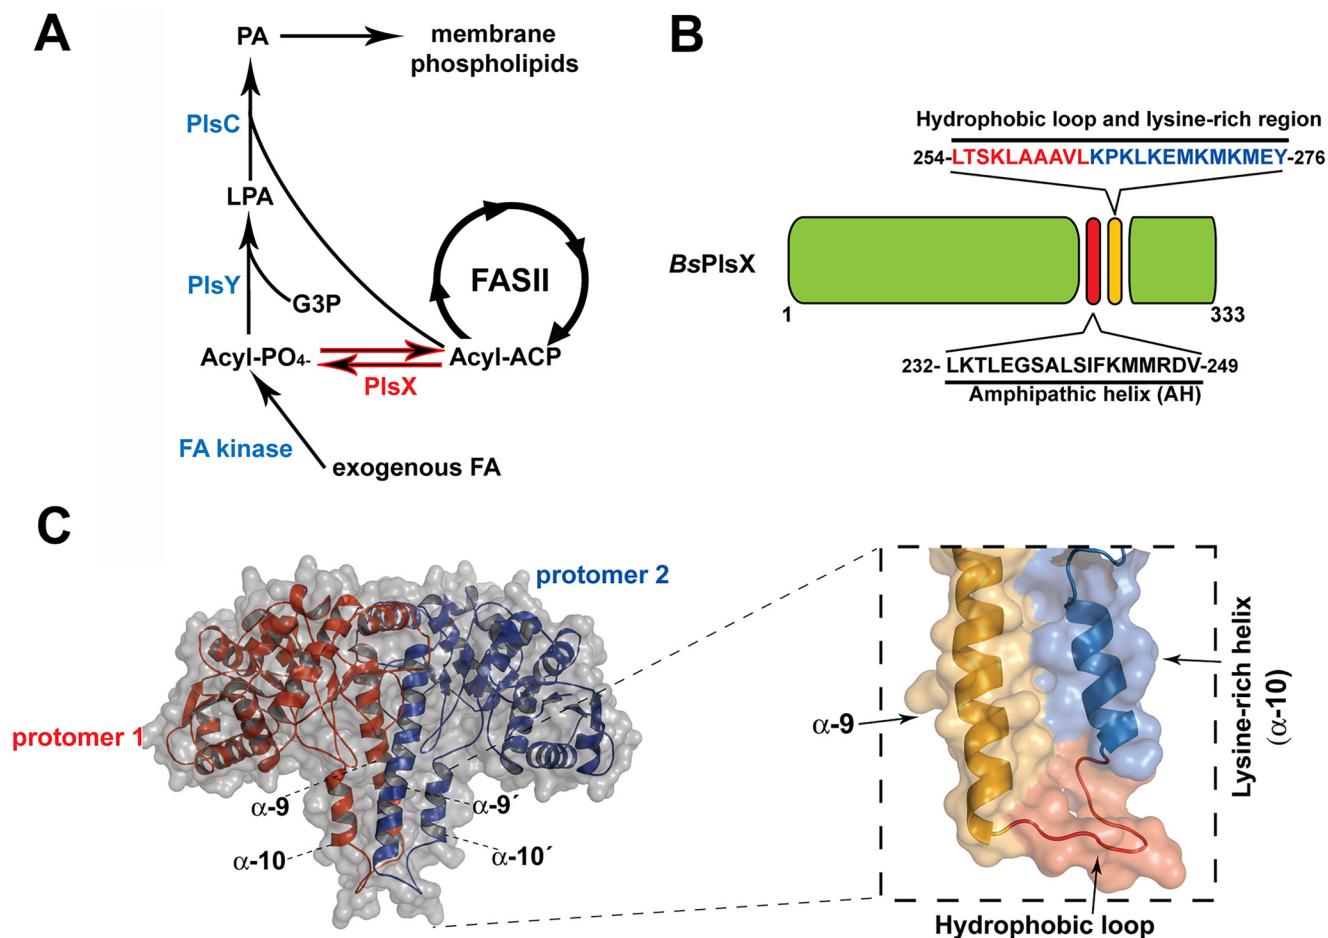 A
PA
membrane
phospholipids
PlsC
LPA
PlsY
G3P
FASII
Acyl-PO4-
Acyl-ACP
PlsX
FA kinase
exogenous FA
B
Hydrophobic loop and lysine-rich region
254-LTSKLAAAVLKPKLKEMKMKMEY-276
BsPlsX
1
333
232- LKTLEGSALSIFKMMRDV-249
Amphipathic helix (AH)
C
protomer 2
protomer 1
α-9
α-9´
α-10
α-10´
α-9
Lysine-rich helix
(α-10)
Hydrophobic loop